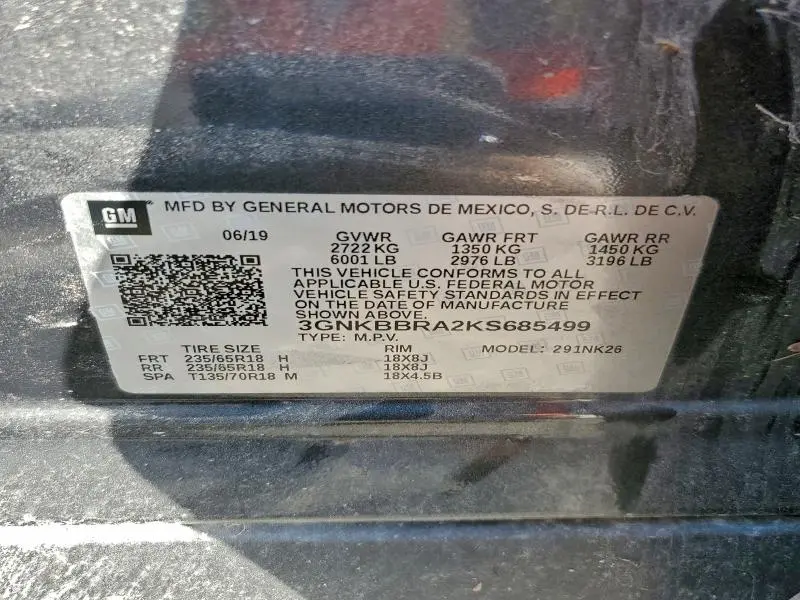 GM MFD BY GENERAL MOTORS DE MEXICO, S. DE R.L. DE C.V.
06/19 GVWR GAWR FRT GAWR RR
2722 KG 1350 KG 1450 KG
6001 LB 2976 LB 3196 LB
THIS VEHICLE CONFORMS TO ALL
APPLICABLE U.S. FEDERAL MOTOR
VEHICLE SAFETY STANDARDS IN EFFECT
ON THE DATE OF MANUFACTURE
SHOWN ABOVE.
3GNKBBRA2KS685499
TYPE: M.P.V.
TIRE SIZE RIM MODEL: 291NK26
FRT 235/65R18 H 18X8J
RR 235/65R18 H 18X8J
SPA T135/70R18 M 18X4.5B